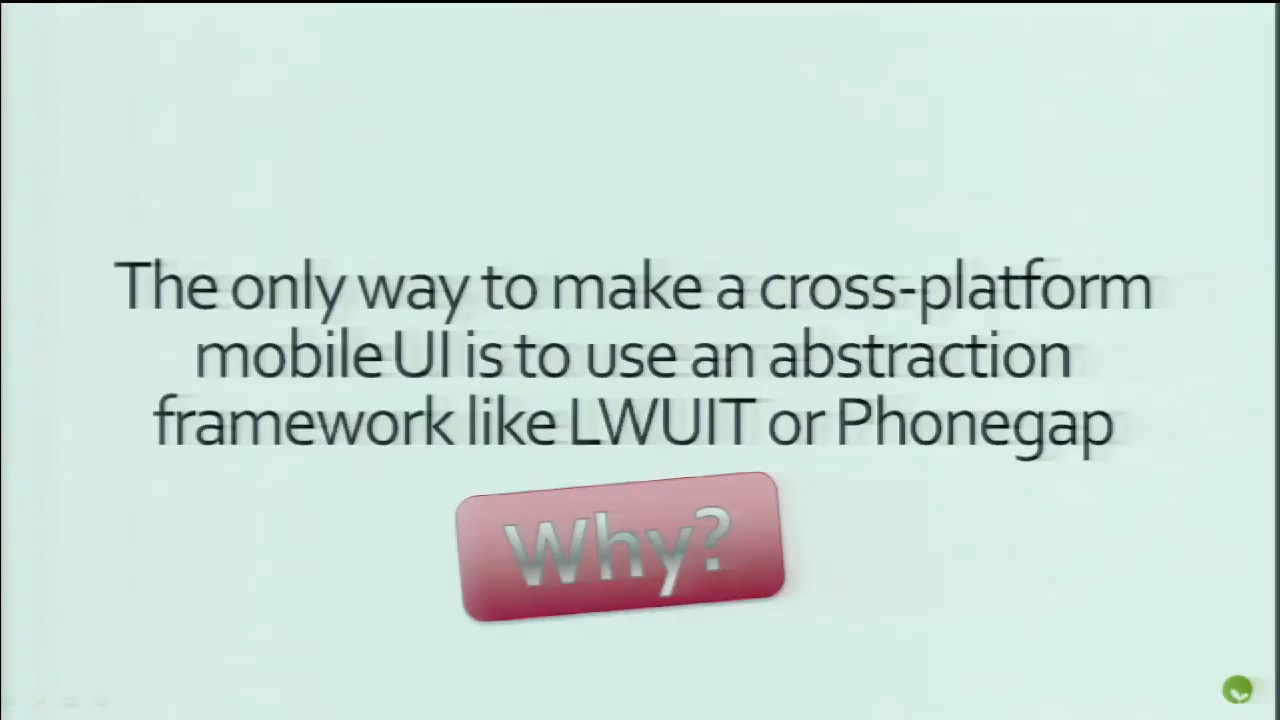 The only way to make a cross-platform
mobile UI is to use an abstraction
framework like LWUIT or Phonegap
Why?